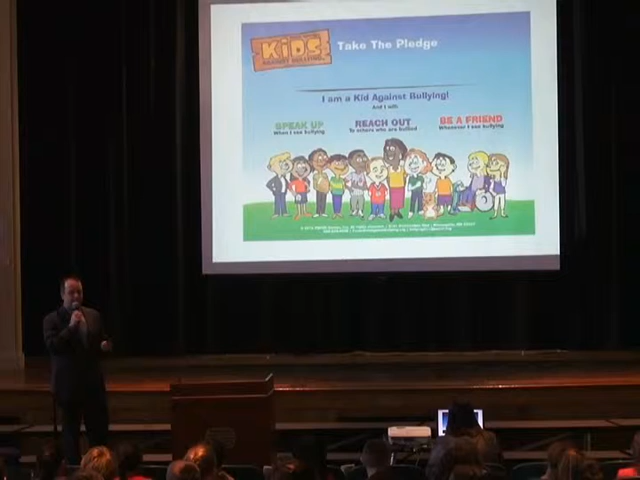 KiDS
AGAINST BULLYING
Take The Pledge
I am a Kid Against Bullying!
And I will
SPEAK UP
When I see bullying
REACH OUT
To others who are bullied
BE A FRIEND
Whenever I see bullying